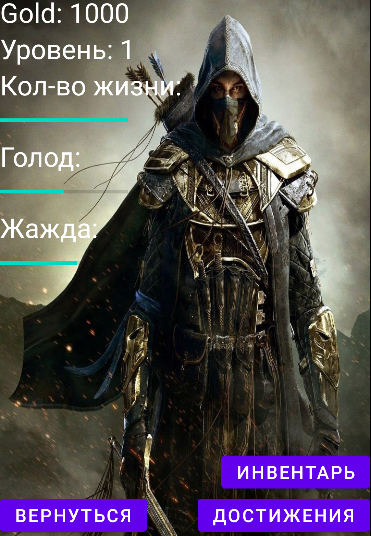 Gold: 1000
Уровень: 1
Кол-во жизни:
Голод:
Жажда:
ИНВЕНТАРЬ
ВЕРНУТЬСЯ
ДОСТИЖЕНИЯ